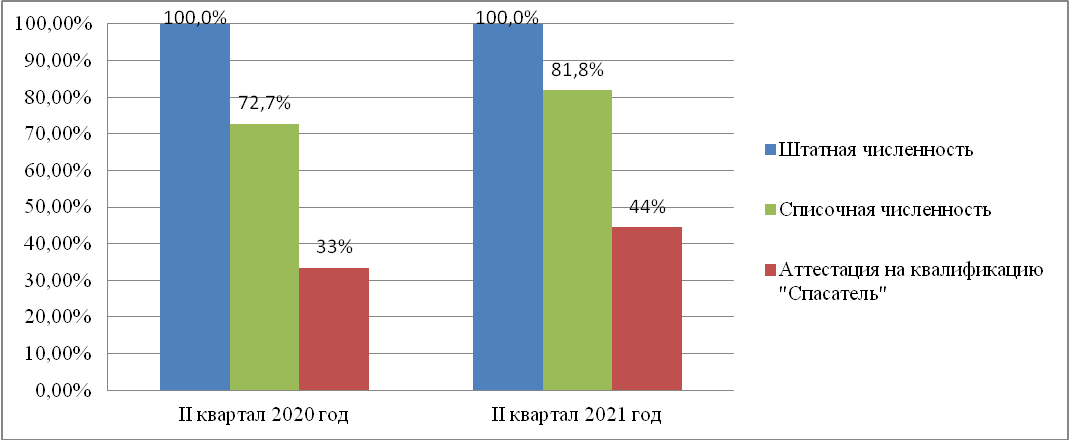 100,00%
90,00%
80,00%
70,00%
60,00%
50,00%
40,00%
30,00%
20,00%
10,00%
0,00%
100,0%
72,7%
33%
100,0%
81,8%
44%
II квартал 2020 год
II квартал 2021 год
Штатная численность
Списочная численность
Аттестация на квалификацию
"Спасатель"